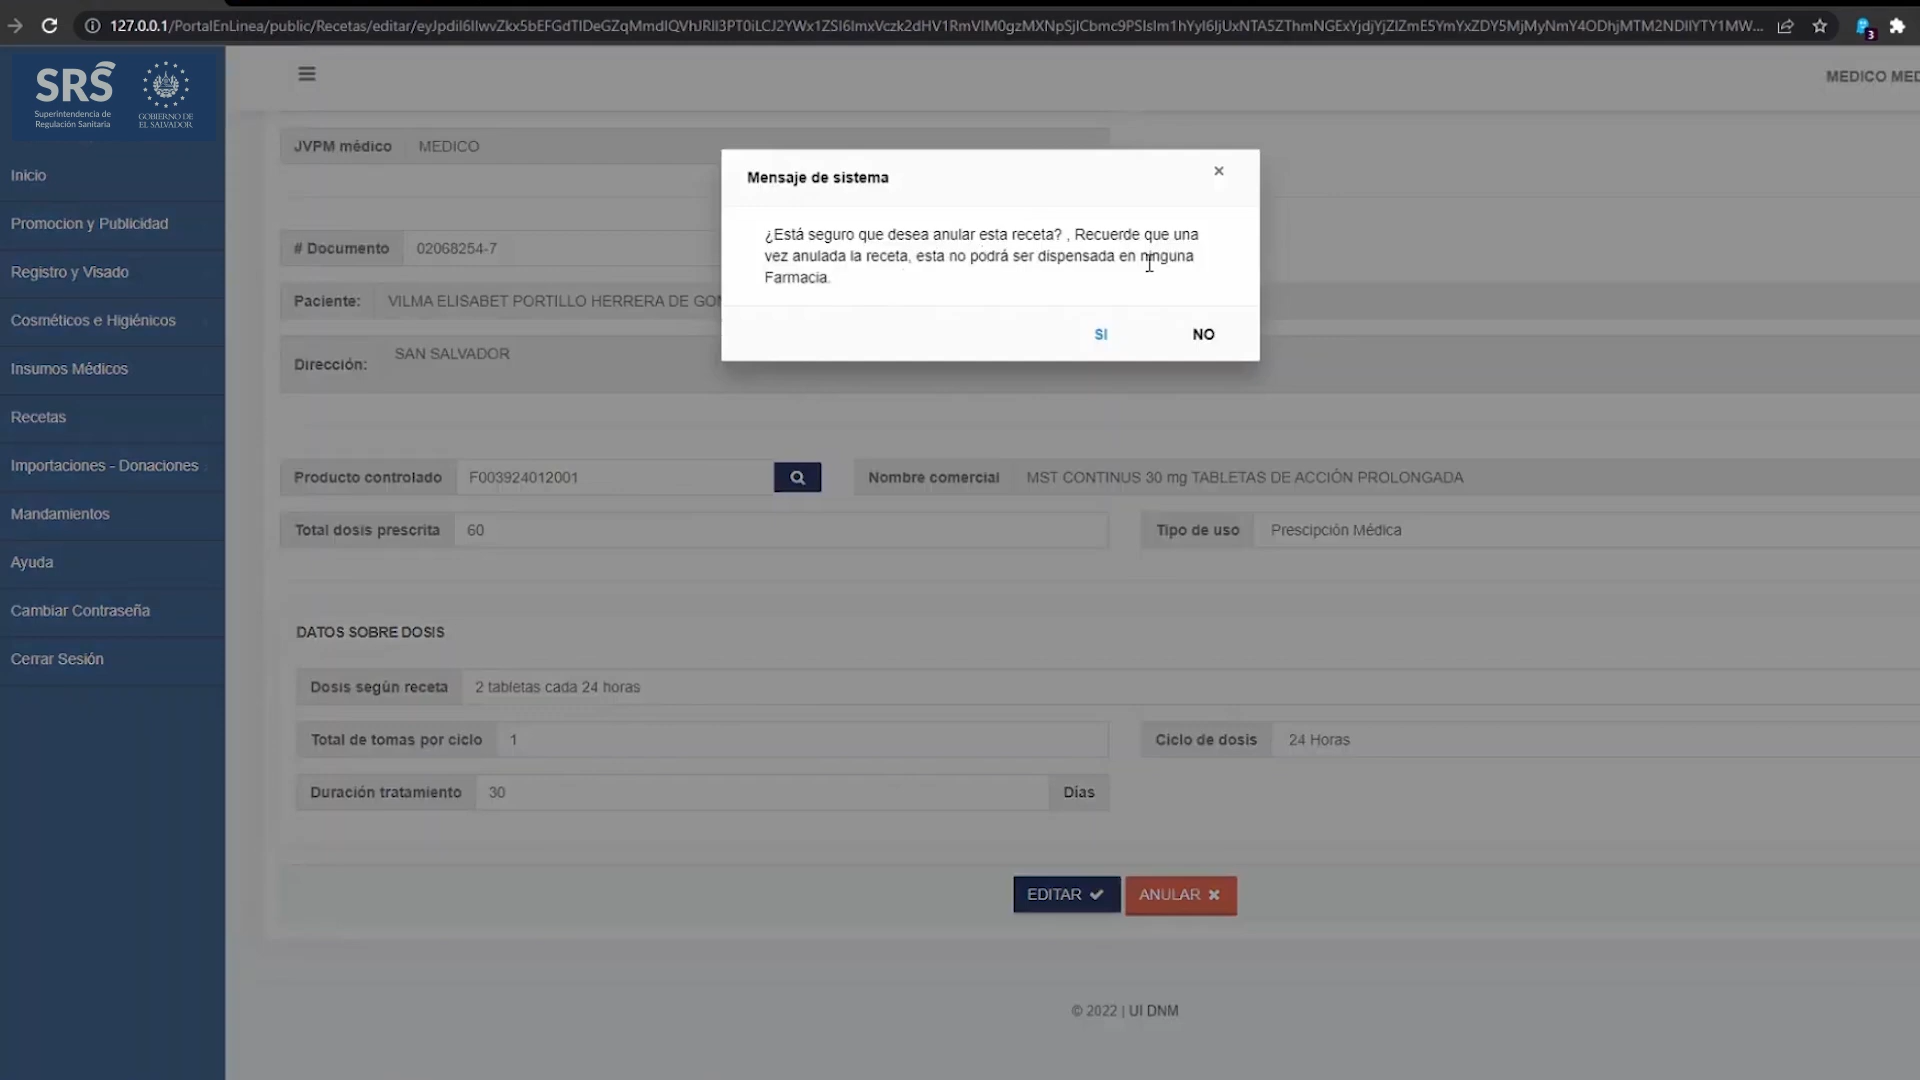 127.0.0.1/PortalEnLinea/public/Recetas/editar/
3
SRS
Superintendencia de
Regulación Sanitaria
GOBIERNO DE
EL SALVADOR
MEDICO MED
Inicio
Promocion y Publicidad
Registro y Visado
Cosméticos e Higiénicos
Insumos Médicos
Recetas
Importaciones - Donaciones
Mandamientos
Ayuda
Cambiar Contraseña
Cerrar Sesión
JVPM médico MEDICO
Mensaje de sistema ×
¿Está seguro que desea anular esta receta? , Recuerde que una
vez anulada la receta, esta no podrá ser dispensada en ninguna
Farmacia.
SI NO
# Documento 02068254-7
Paciente: VILMA ELISABET PORTILLO HERRERA DE GON
Dirección: SAN SALVADOR
Producto controlado F003924012001 Nombre comercial MST CONTINUS 30 mg TABLETAS DE ACCIÓN PROLONGADA
Total dosis prescrita 60 Tipo de uso Prescipción Médica
DATOS SOBRE DOSIS
Dosis según receta 2 tabletas cada 24 horas
Total de tomas por ciclo 1 Ciclo de dosis 24 Horas
Duración tratamiento 30 Días
EDITAR ANULAR
© 2022 | UI DNM